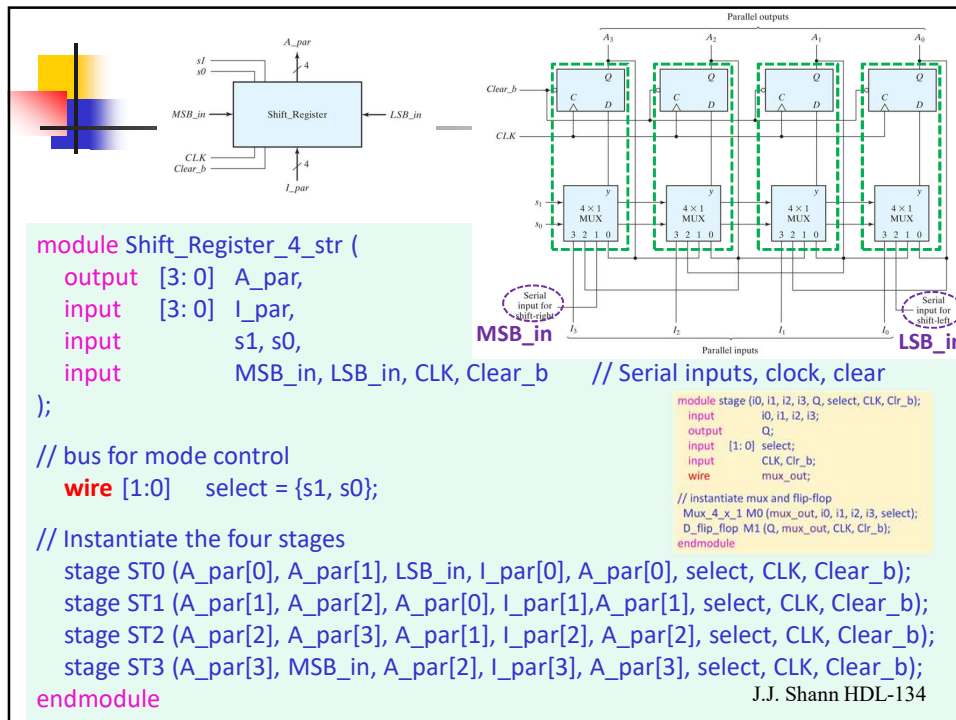 A_par
4
s1
s0
MSB_in
Shift_Register
LSB_in
CLK
Clear_b
4
I_par
Parallel outputs
A3 A2 A1 A0
Q Q Q Q
Clear_b
C D C D C D C D
CLK
y y y y
s1
s0
4 × 1 4 × 1 4 × 1 4 × 1
MUX MUX MUX MUX
3 2 1 0 3 2 1 0 3 2 1 0 3 2 1 0
Serial
input for
shift-right
Serial
input for
shift-left
MSB_in
I3 I2 I1 I0
LSB_in
Parallel inputs
module Shift_Register_4_str (
output [3: 0] A_par,
input [3: 0] I_par,
input s1, s0,
input MSB_in, LSB_in, CLK, Clear_b // Serial inputs, clock, clear
);
// bus for mode control
wire [1:0] select = {s1, s0};
// Instantiate the four stages
stage ST0 (A_par[0], A_par[1], LSB_in, I_par[0], A_par[0], select, CLK, Clear_b);
stage ST1 (A_par[1], A_par[2], A_par[0], I_par[1],A_par[1], select, CLK, Clear_b);
stage ST2 (A_par[2], A_par[3], A_par[1], I_par[2], A_par[2], select, CLK, Clear_b);
stage ST3 (A_par[3], MSB_in, A_par[2], I_par[3], A_par[3], select, CLK, Clear_b);
endmodule
module stage (i0, i1, i2, i3, Q, select, CLK, Clr_b);
input i0, i1, i2, i3;
output Q;
input [1: 0] select;
input CLK, Clr_b;
wire mux_out;
// instantiate mux and flip-flop
Mux_4_x_1 M0 (mux_out, i0, i1, i2, i3, select);
D_flip_flop M1 (Q, mux_out, CLK, Clr_b);
endmodule
J.J. Shann HDL-134